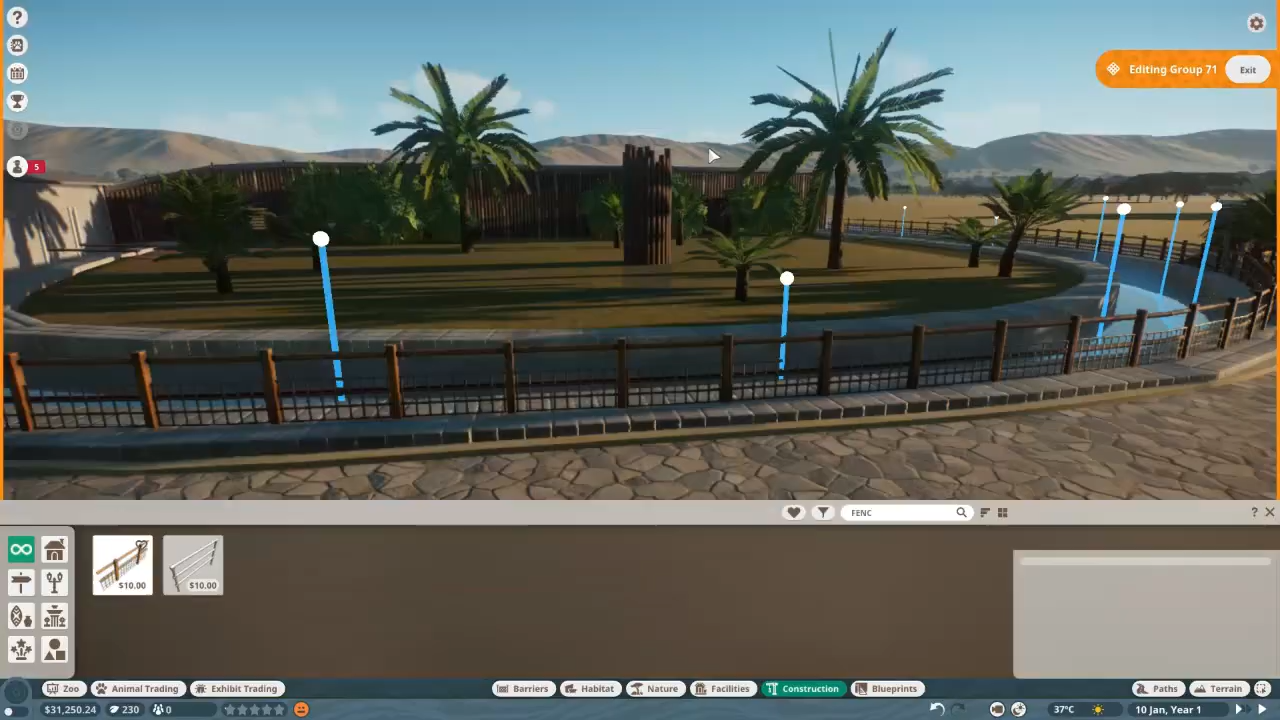 ?
Editing Group 71 Exit
5
FENC
? ×
$10.00 $10.00
Zoo Animal Trading Exhibit Trading Barriers Habitat Nature Facilities Construction Blueprints Paths Terrain
$31,250.24 230 0 37°C 10 Jan, Year 1